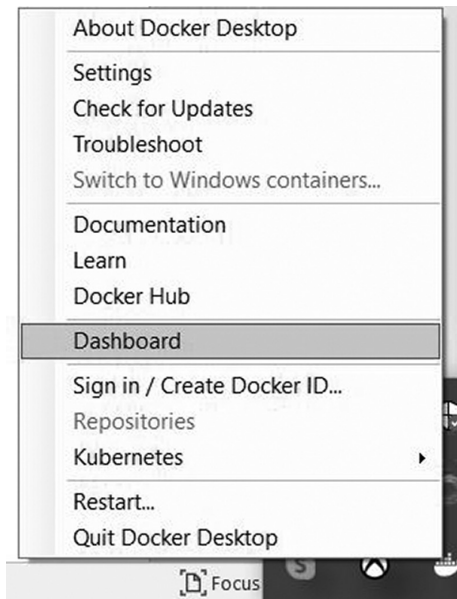 About Docker Desktop
Settings
Check for Updates
Troubleshoot
Switch to Windows containers...
Documentation
Learn
Docker Hub
Dashboard
Sign in / Create Docker ID...
Repositories
Kubernetes
Restart...
Quit Docker Desktop
Focus